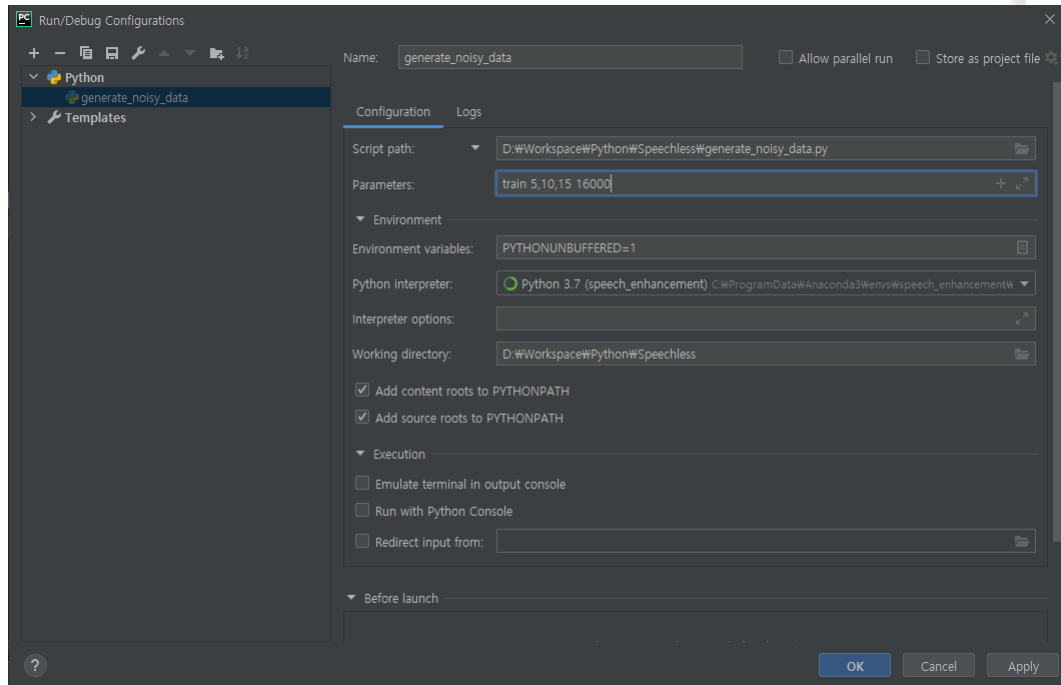 PC Run/Debug Configurations
Python
generate_noisy_data
Templates
Name: generate_noisy_data
Allow parallel run
Store as project file
Configuration Logs
Script path: D:₩Workspace₩Python₩Speechless₩generate_noisy_data.py
Parameters: train 5,10,15 16000
Environment
Environment variables: PYTHONUNBUFFERED=1
Python interpreter: Python 3.7 (speech_enhancement) C:₩ProgramData₩Anaconda3₩envs₩speech_enhancement₩
Interpreter options:
Working directory: D:₩Workspace₩Python₩Speechless
Add content roots to PYTHONPATH
Add source roots to PYTHONPATH
Execution
Emulate terminal in output console
Run with Python Console
Redirect input from:
Before launch
? OK Cancel Apply